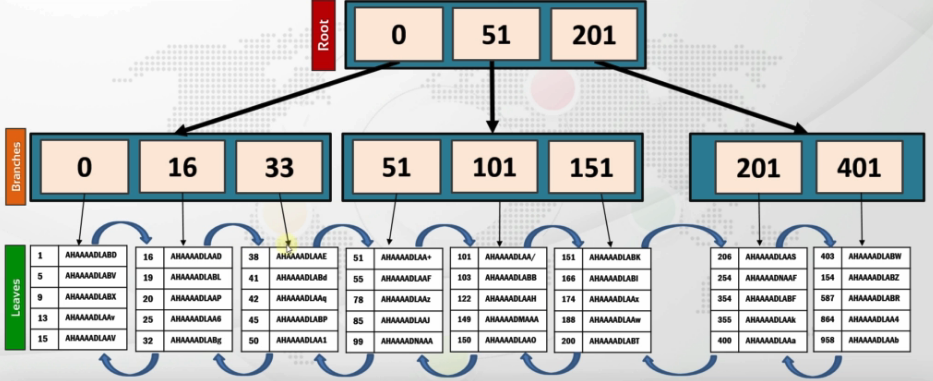 Root
0 51 201
Branches
0 16 33
51 101 151
201 401
Leaves
1 AHAAAADLABD
5 AHAAAADLABV
9 AHAAAADLABX
13 AHAAAADLAAv
15 AHAAAADLAAV
16 AHAAAADLAAD
19 AHAAAADLABL
20 AHAAAADLAAP
25 AHAAAADLAAG
32 AHAAAADLABg
38 AHAAAADLAAE
41 AHAAAADLABd
42 AHAAAADLAAq
45 AHAAAADLABP
50 AHAAAADLAA1
51 AHAAAADLAA+
55 AHAAAADLAAF
78 AHAAAADLAAz
85 AHAAAADLAAJ
99 AHAAAADNAAA
101 AHAAAADLAA/
103 AHAAAADLABB
122 AHAAAADLAAH
149 AHAAAADMAAA
150 AHAAAADLAAO
151 AHAAAADLABK
166 AHAAAADLABI
174 AHAAAADLAAx
188 AHAAAADLAAw
200 AHAAAADLABT
206 AHAAAADLAAS
254 AHAAAADNAAF
354 AHAAAADLABF
355 AHAAAADLAAk
400 AHAAAADLAAa
403 AHAAAADLABW
154 AHAAAADLABZ
587 AHAAAADLABR
864 AHAAAADLAA4
958 AHAAAADLAAb